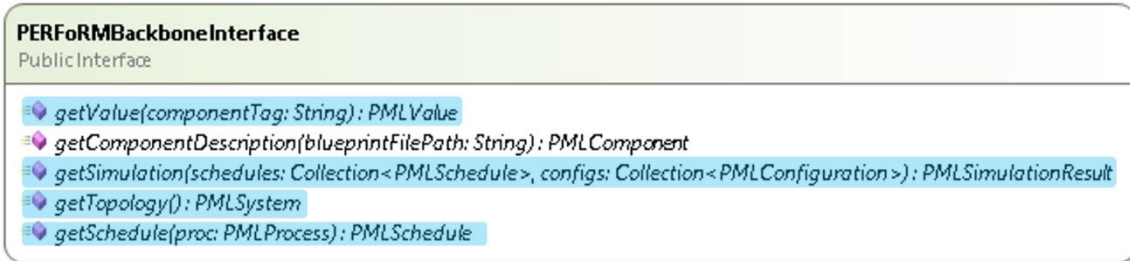 PERFoRMBackboneInterface
Public Interface
getValue(componentTag: String) : PMLValue
getComponentDescription(blueprintFilePath: String) : PMLComponent
getSimulation(schedules: Collection<PMLSchedule>, configs: Collection<PMLConfiguration>) : PMLSimulationResult
getTopology() : PMLSystem
getSchedule(proc: PMLProcess) : PMLSchedule